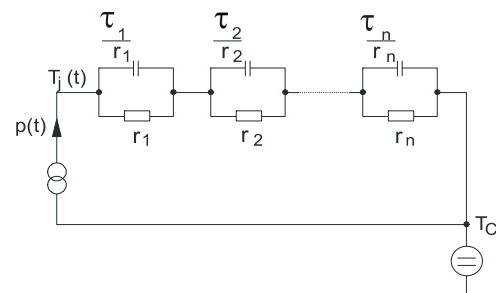 τ1 τ2 τn
r1 r2 rn
Tj(t)
r1 r2 rn
p(t)
TC